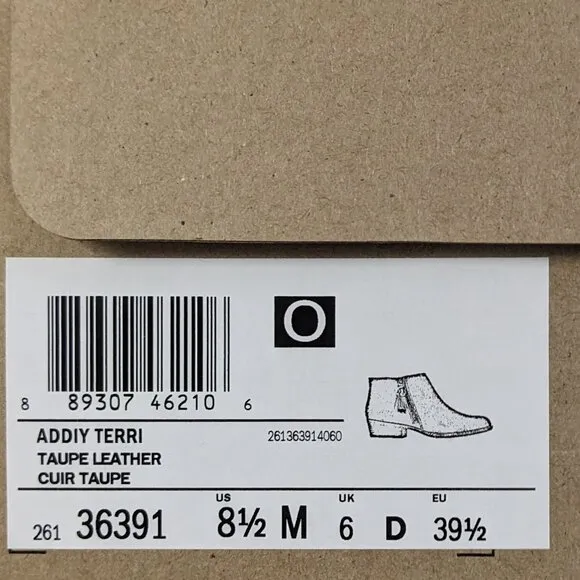 O
8 89307 46210 6
ADDIY TERRI 261363914060
TAUPE LEATHER
CUIR TAUPE
US UK EU
261 36391 8½ M 6 D 39½